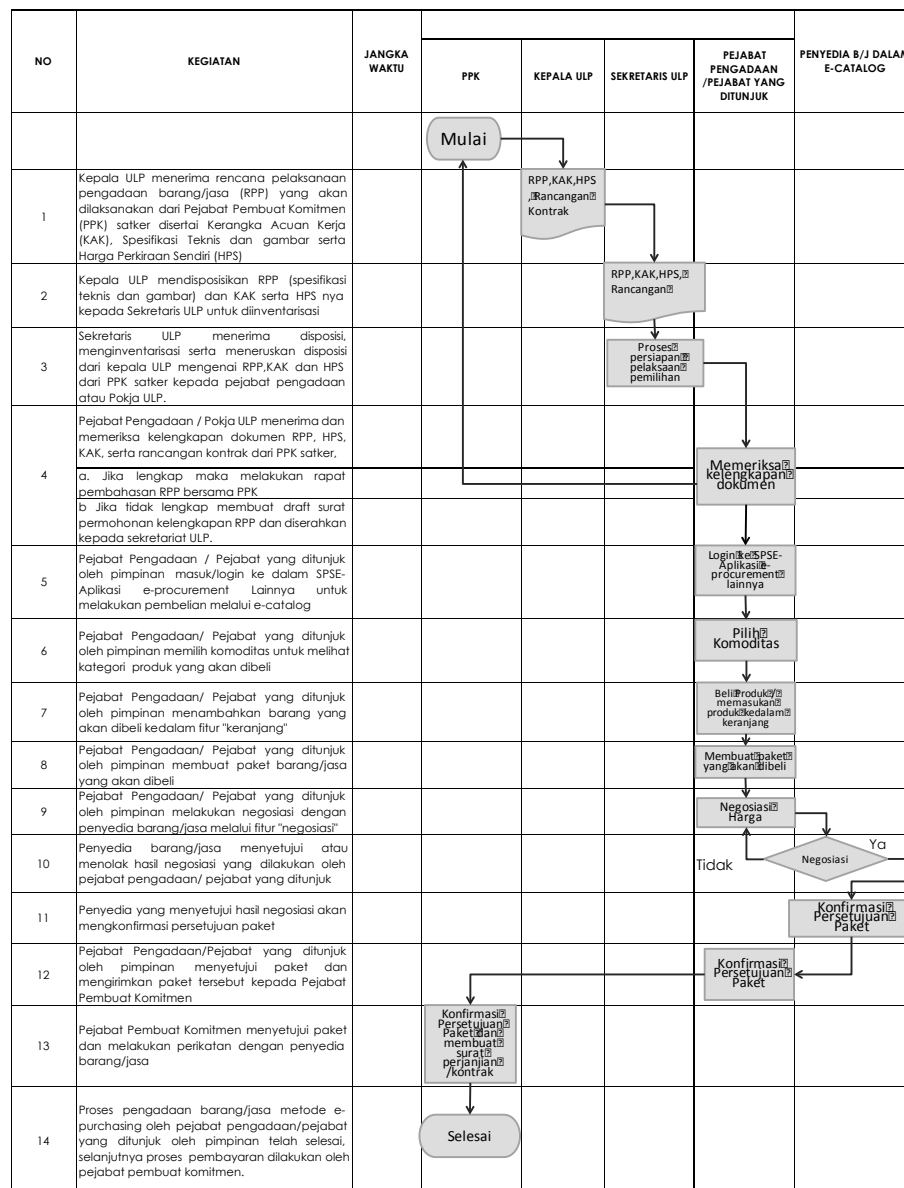 NO
KEGIATAN
JANGKA
WAKTU
PPK
KEPALA ULP
SEKRETARIS ULP
PEJABAT
PENGADAAN
/PEJABAT YANG
DITUNJUK
PENYEDIA B/J DALAM
E-CATALOG
Mulai
1
Kepala ULP menerima rencana pelaksanaan
pengadaan barang/jasa (RPP) yang akan
dilaksanakan dari Pejabat Pembuat Komitmen
(PPK) satker disertai Kerangka Acuan Kerja
(KAK), Spesifikasi Teknis dan gambar serta
Harga Perkiraan Sendiri (HPS)
RPP,KAK,HPS
,Rancangan
Kontrak
2
Kepala ULP mendisposisikan RPP (spesifikasi
teknis dan gambar) dan KAK serta HPS nya
kepada Sekretaris ULP untuk diinventarisasi
RPP,KAK,HPS,
Rancangan
3
Sekretaris ULP menerima disposisi,
menginventarisasi serta meneruskan disposisi
dari kepala ULP mengenai RPP,KAK dan HPS
dari PPK satker kepada pejabat pengadaan
atau Pokja ULP.
Proses
persiapan
pelaksaan
pemilihan
4
Pejabat Pengadaan / Pokja ULP menerima dan
memeriksa kelengkapan dokumen RPP, HPS,
KAK, serta rancangan kontrak dari PPK satker,
a. Jika lengkap maka melakukan rapat
pembahasan RPP bersama PPK
b Jika tidak lengkap membuat draft surat
permohonan kelengkapan RPP dan diserahkan
kepada sekretariat ULP.
Memeriksa
kelengkapan
dokumen
5
Pejabat Pengadaan / Pejabat yang ditunjuk
oleh pimpinan masuk/login ke dalam SPSE-
Aplikasi e-procurement Lainnya untuk
melakukan pembelian melalui e-catalog
Login ke SPSE-
Aplikasi e-
procurement
lainnya
6
Pejabat Pengadaan/ Pejabat yang ditunjuk
oleh pimpinan memilih komoditas untuk melihat
kategori produk yang akan dibeli
Pilih
Komoditas
7
Pejabat Pengadaan/ Pejabat yang ditunjuk
oleh pimpinan menambahkan barang yang
akan dibeli kedalam fitur "keranjang"
Beli Produk /
memasukan
produk kedalam
keranjang
8
Pejabat Pengadaan/ Pejabat yang ditunjuk
oleh pimpinan membuat paket barang/jasa
yang akan dibeli
Membuat paket
yang akan dibeli
9
Pejabat Pengadaan/ Pejabat yang ditunjuk
oleh pimpinan melakukan negosiasi dengan
penyedia barang/jasa melalui fitur "negosiasi"
Negosiasi
Harga
10
Penyedia barang/jasa menyetujui atau
menolak hasil negosiasi yang dilakukan oleh
pejabat pengadaan/ pejabat yang ditunjuk
Tidak
Negosiasi
Ya
11
Penyedia yang menyetujui hasil negosiasi akan
mengkonfirmasi persetujuan paket
Konfirmasi
Persetujuan
Paket
12
Pejabat Pengadaan/Pejabat yang ditunjuk
oleh pimpinan menyetujui paket dan
mengirimkan paket tersebut kepada Pejabat
Pembuat Komitmen
Konfirmasi
Persetujuan
Paket
13
Pejabat Pembuat Komitmen menyetujui paket
dan melakukan perikatan dengan penyedia
barang/jasa
Konfirmasi
Persetujuan
Paket dan
membuat
surat
perjanjian
/kontrak
14
Proses pengadaan barang/jasa metode e-
purchasing oleh pejabat pengadaan/pejabat
yang ditunjuk oleh pimpinan telah selesai,
selanjutnya proses pembayaran dilakukan oleh
pejabat pembuat komitmen.
Selesai